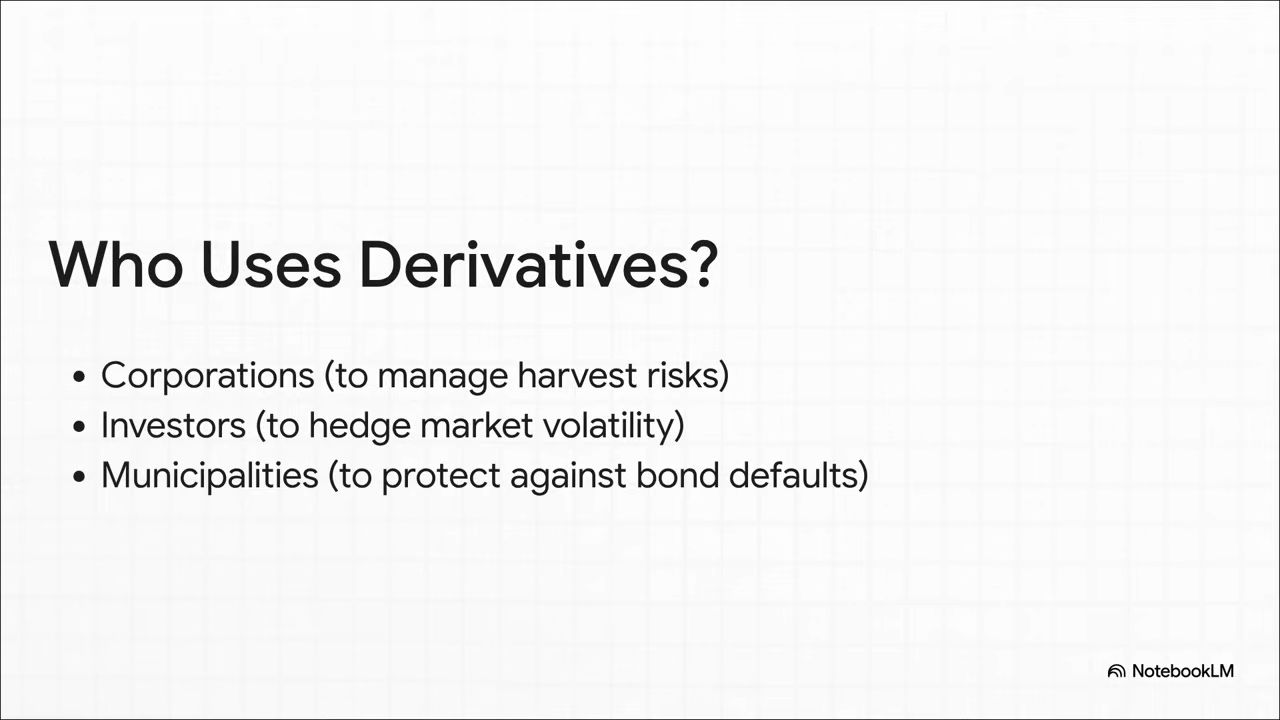 Who Uses Derivatives?
• Corporations (to manage harvest risks)
• Investors (to hedge market volatility)
• Municipalities (to protect against bond defaults)
NotebookLM